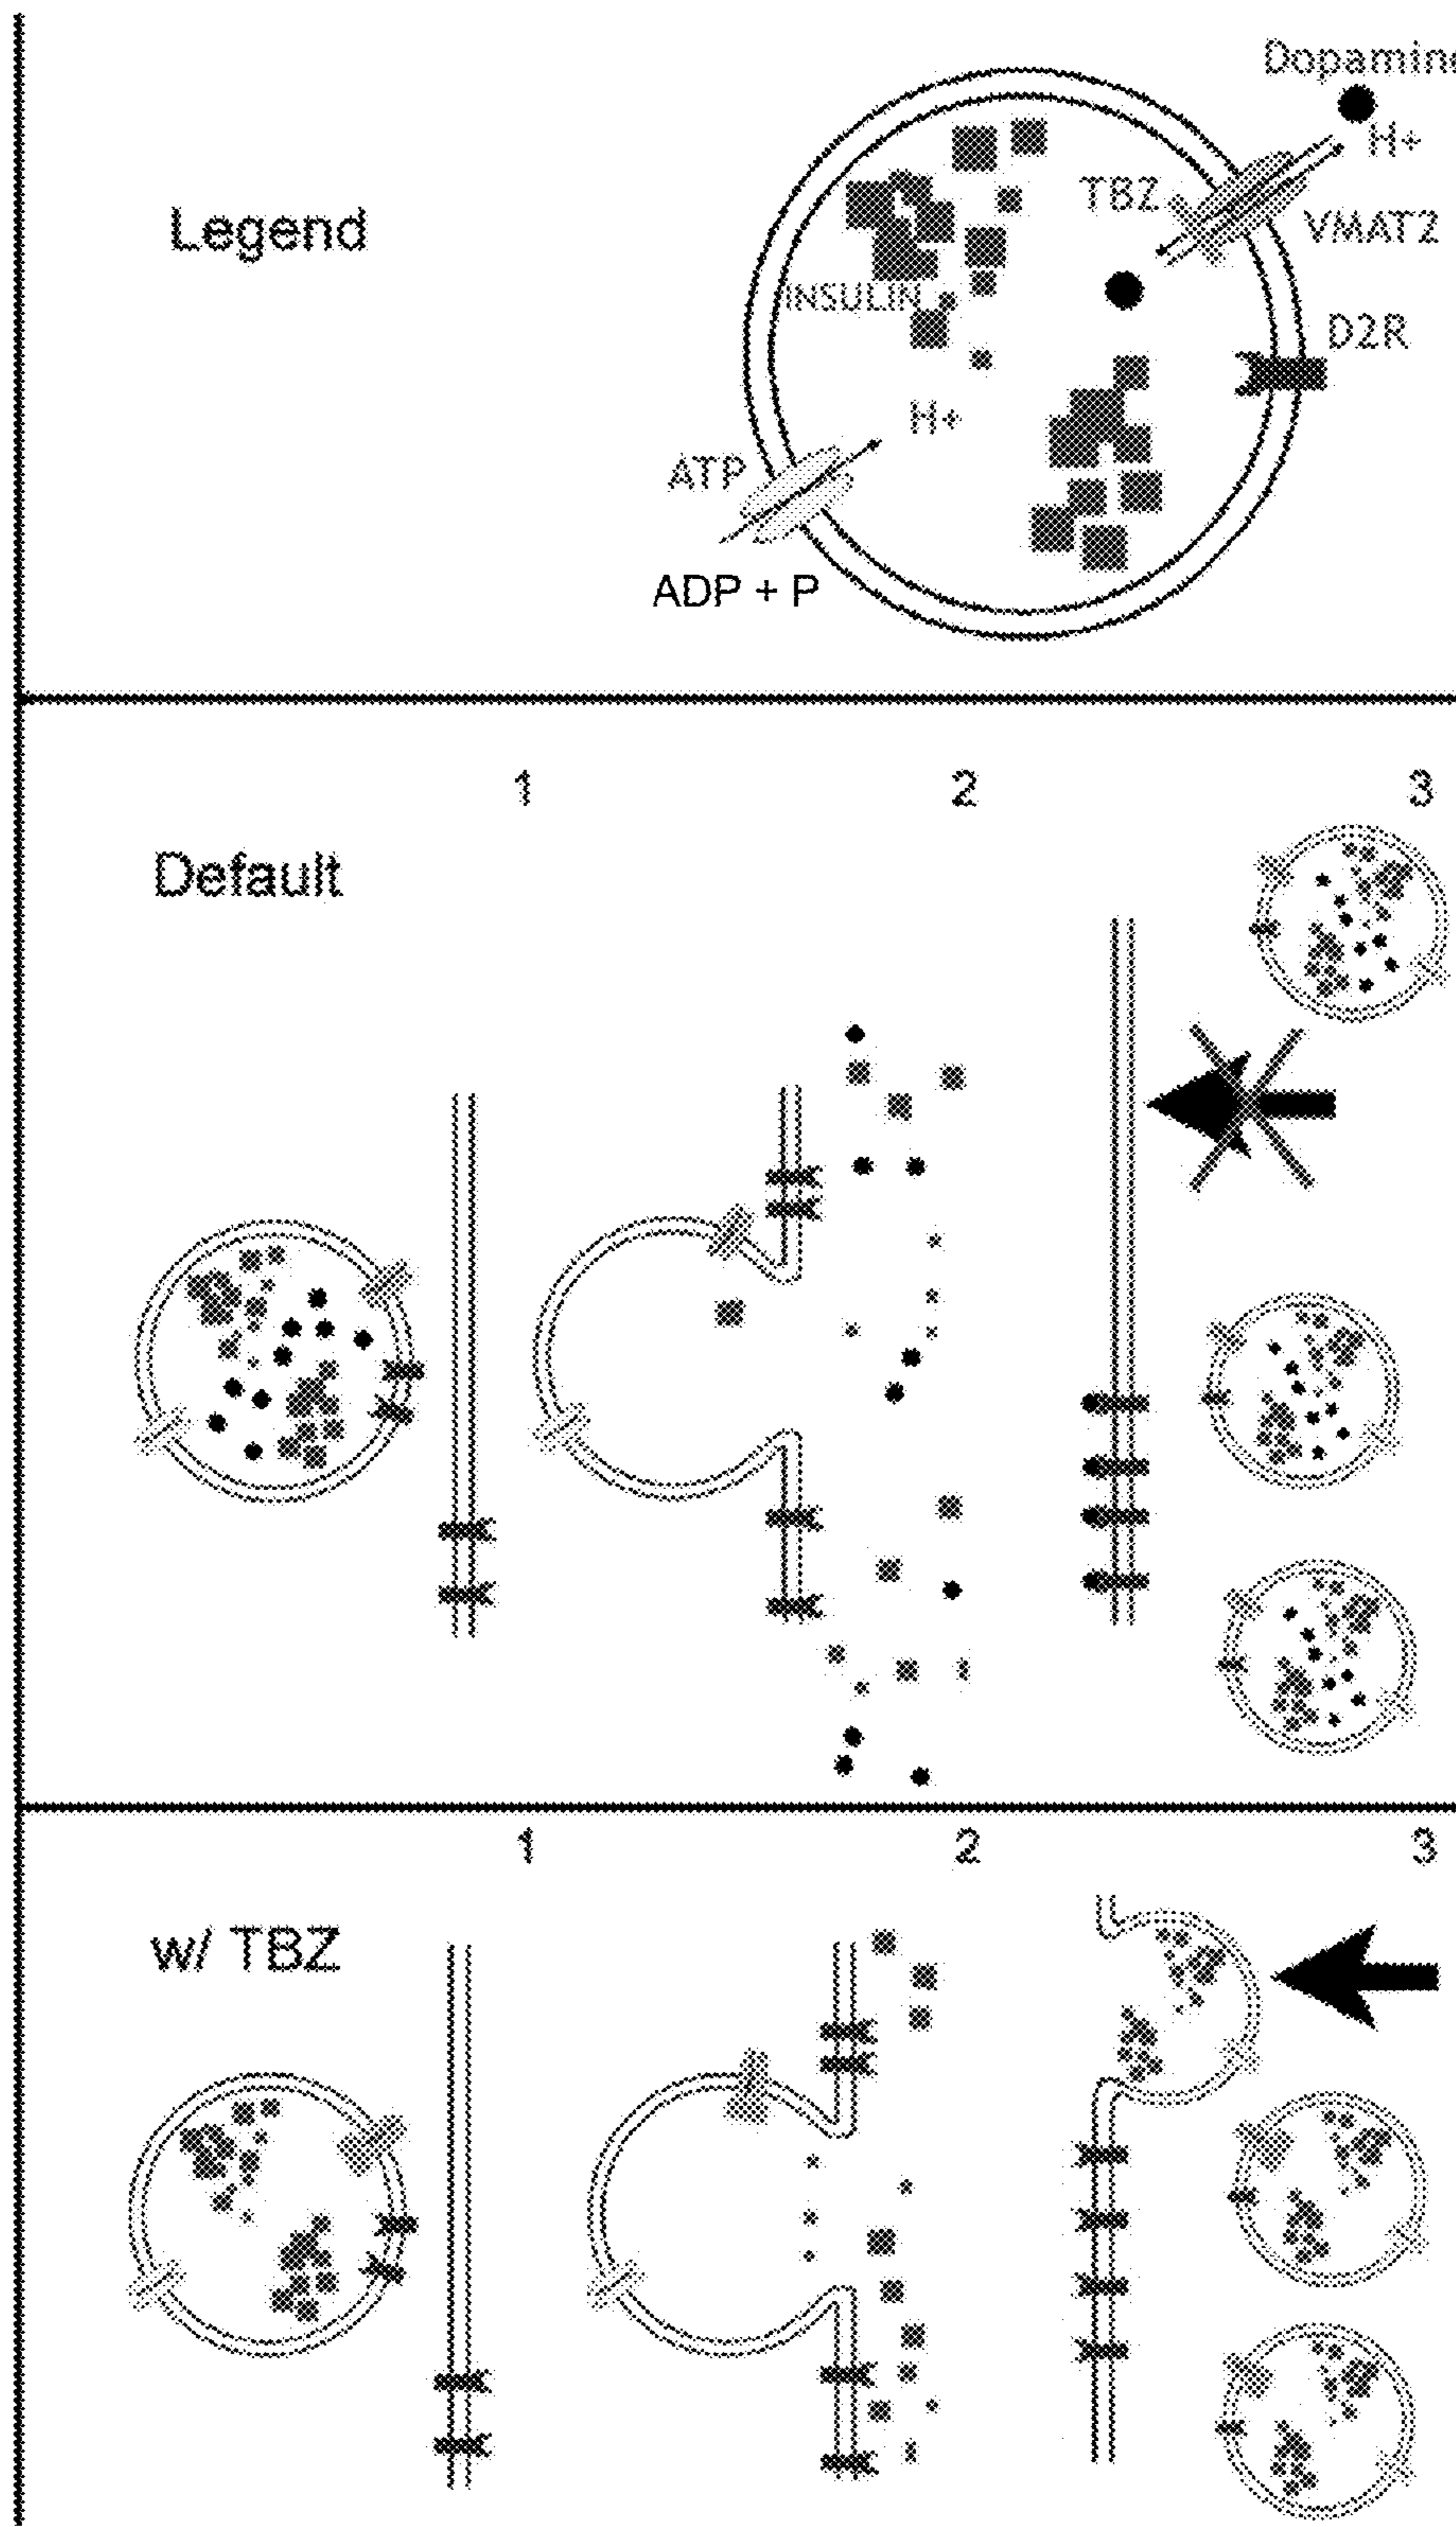 Dopamine
H+
Legend
TBZ
VMAT2
INSULIN
D2R
H+
ATP
ADP + P
1 2 3
Default
1 2 3
w/ TBZ